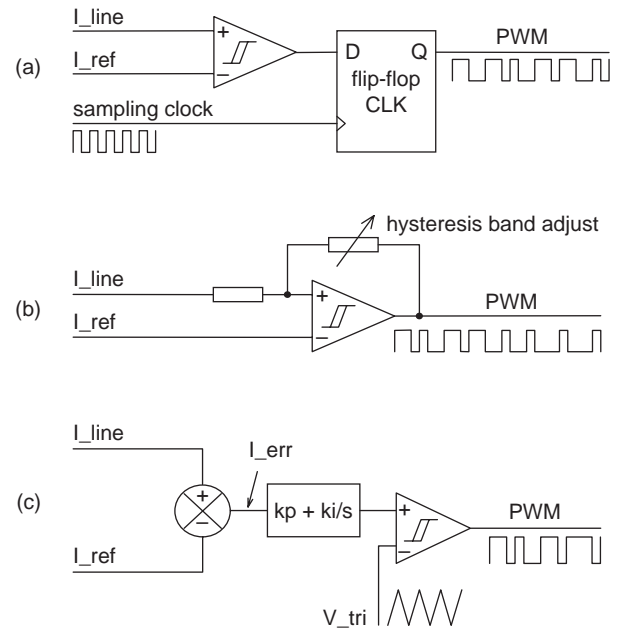 (a)
I_line
I_ref
sampling clock
+
−
D Q
flip-flop
CLK
PWM
(b)
I_line
I_ref
hysteresis band adjust
+
−
PWM
(c)
I_line
I_ref
+
−
I_err
kp + ki/s
+
−
V_tri
PWM